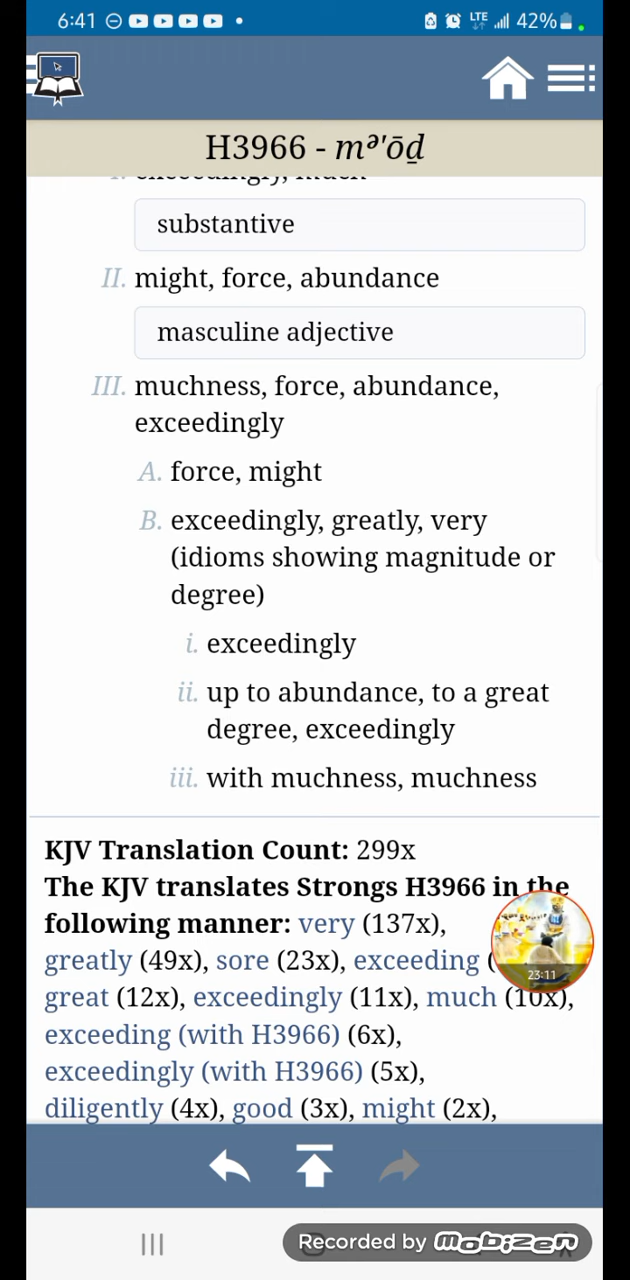 6:41 LTE 42%
H3966 - mᵊ'ōḏ
I. exceedingly, much
substantive
II. might, force, abundance
masculine adjective
III. muchness, force, abundance,
exceedingly
A. force, might
B. exceedingly, greatly, very
(idioms showing magnitude or
degree)
i. exceedingly
ii. up to abundance, to a great
degree, exceedingly
iii. with muchness, muchness
KJV Translation Count: 299x
The KJV translates Strongs H3966 in the
following manner: very (137x),
greatly (49x), sore (23x), exceeding (
23:11
great (12x), exceedingly (11x), much (10x),
exceeding (with H3966) (6x),
exceedingly (with H3966) (5x),
diligently (4x), good (3x), might (2x),
Recorded by mobizen